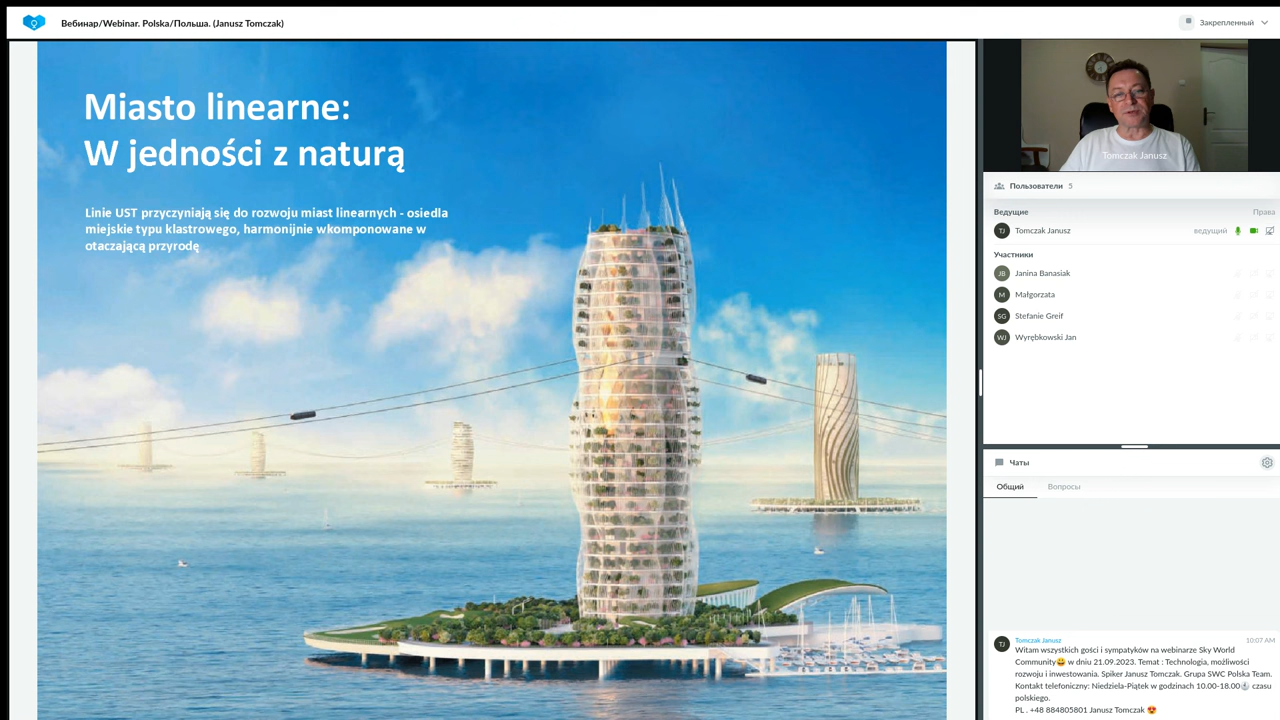 Вебинар/Webinar. Polska/Польша. (Janusz Tomczak)
Закрепленный
Miasto linearne:
W jedności z naturą
Linie UST przyczyniają się do rozwoju miast linearnych - osiedla
miejskie typu klastrowego, harmonijnie wkomponowane w
otaczającą przyrodę
Tomczak Janusz
Пользователи 5
Ведущие Права
TJ Tomczak Janusz ведущий
Участники
JB Janina Banasiak
M Małgorzata
SG Stefanie Greif
WJ Wyrębkowski Jan
Чаты
Общий Вопросы
TJ Tomczak Janusz 10:07 AM
Witam wszystkich gości i sympatyków na webinarze Sky World
Community😀 w dniu 21.09.2023. Temat : Technologia, możliwości
rozwoju i inwestowania. Spiker Janusz Tomczak. Grupa SWC Polska Team.
Kontakt telefoniczny: Niedziela-Piątek w godzinach 10.00-18.00 czasu
polskiego.
PL . +48 884805801 Janusz Tomczak 😍